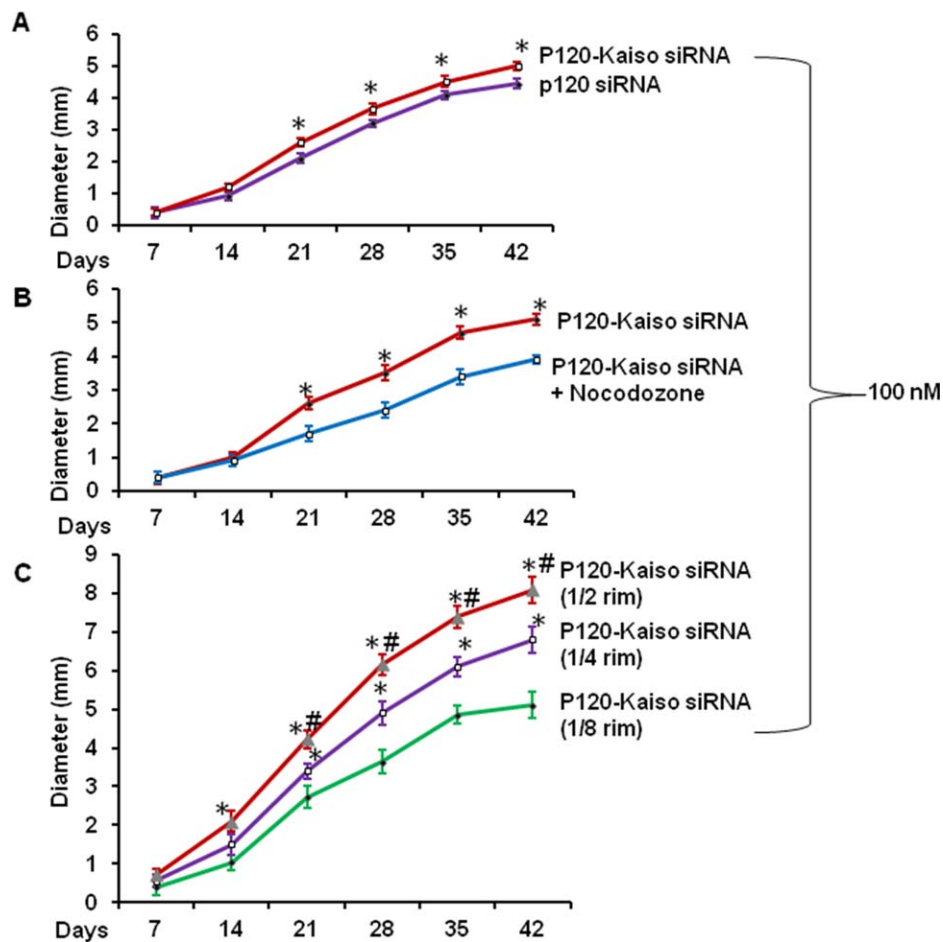 A
Diameter (mm)
6
5
4
3
2
1
0
* * * * *
P120-Kaiso siRNA
p120 siRNA
Days 7 14 21 28 35 42
B
Diameter (mm)
6
5
4
3
2
1
0
* * * * *
P120-Kaiso siRNA
P120-Kaiso siRNA
+ Nocodozone
Days 7 14 21 28 35 42
C
Diameter (mm)
9
8
7
6
5
4
3
2
1
0
* *# *# *# *#
* * * *
P120-Kaiso siRNA
(1/2 rim)
P120-Kaiso siRNA
(1/4 rim)
P120-Kaiso siRNA
(1/8 rim)
Days 7 14 21 28 35 42
100 nM